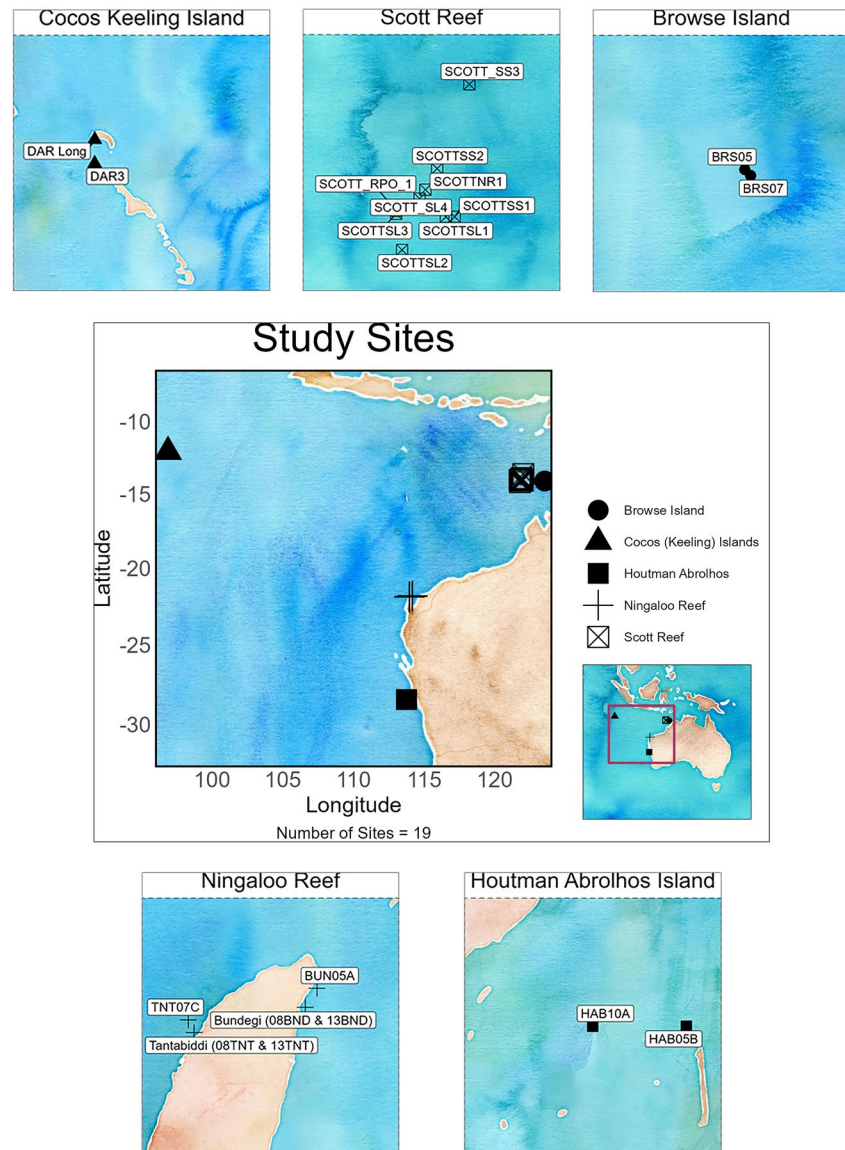 Cocos Keeling Island
Scott Reef
Browse Island
DAR Long
DAR3
SCOTT_SS3
SCOTTSS2
SCOTT_RPO_1
SCOTTNR1
SCOTT_SL4
SCOTTSS1
SCOTTSL3
SCOTTSL1
SCOTTSL2
BRS05
BRS07
Study Sites
Latitude
-10
-15
-20
-25
-30
100
105
110
115
120
Longitude
Number of Sites = 19
Browse Island
Cocos (Keeling) Islands
Houtman Abrolhos
Ningaloo Reef
Scott Reef
Ningaloo Reef
Houtman Abrolhos Island
BUN05A
TNT07C
Bundegi (08BND & 13BND)
Tantabiddi (08TNT & 13TNT)
HAB10A
HAB05B